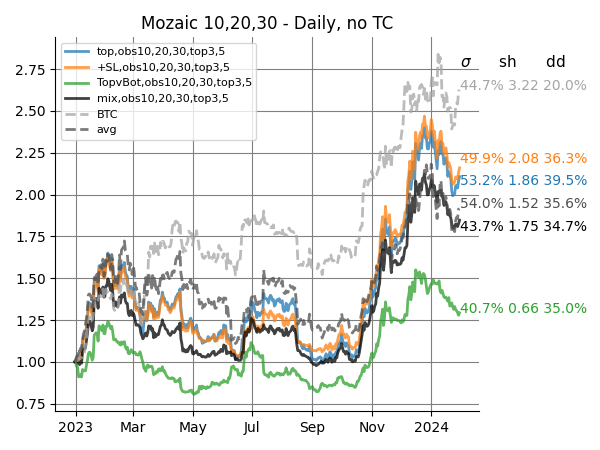 Mozaic 10,20,30 - Daily, no TC
top,obs10,20,30,top3,5
+SL,obs10,20,30,top3,5
TopvBot,obs10,20,30,top3,5
mix,obs10,20,30,top3,5
BTC
avg
σ sh dd
44.7% 3.22 20.0%
49.9% 2.08 36.3%
53.2% 1.86 39.5%
54.0% 1.52 35.6%
43.7% 1.75 34.7%
40.7% 0.66 35.0%
2.75
2.50
2.25
2.00
1.75
1.50
1.25
1.00
0.75
2023 Mar May Jul Sep Nov 2024